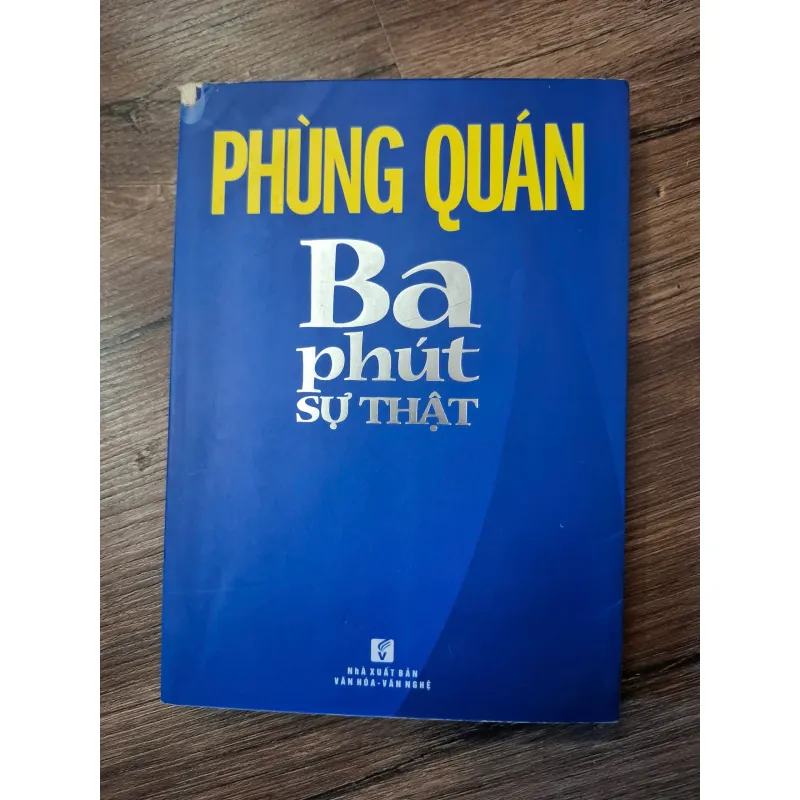 PHÙNG QUÁN
Ba
phút
SỰ THẬT
V
NHÀ XUẤT BẢN
VĂN HÓA-VĂN NGHỆ